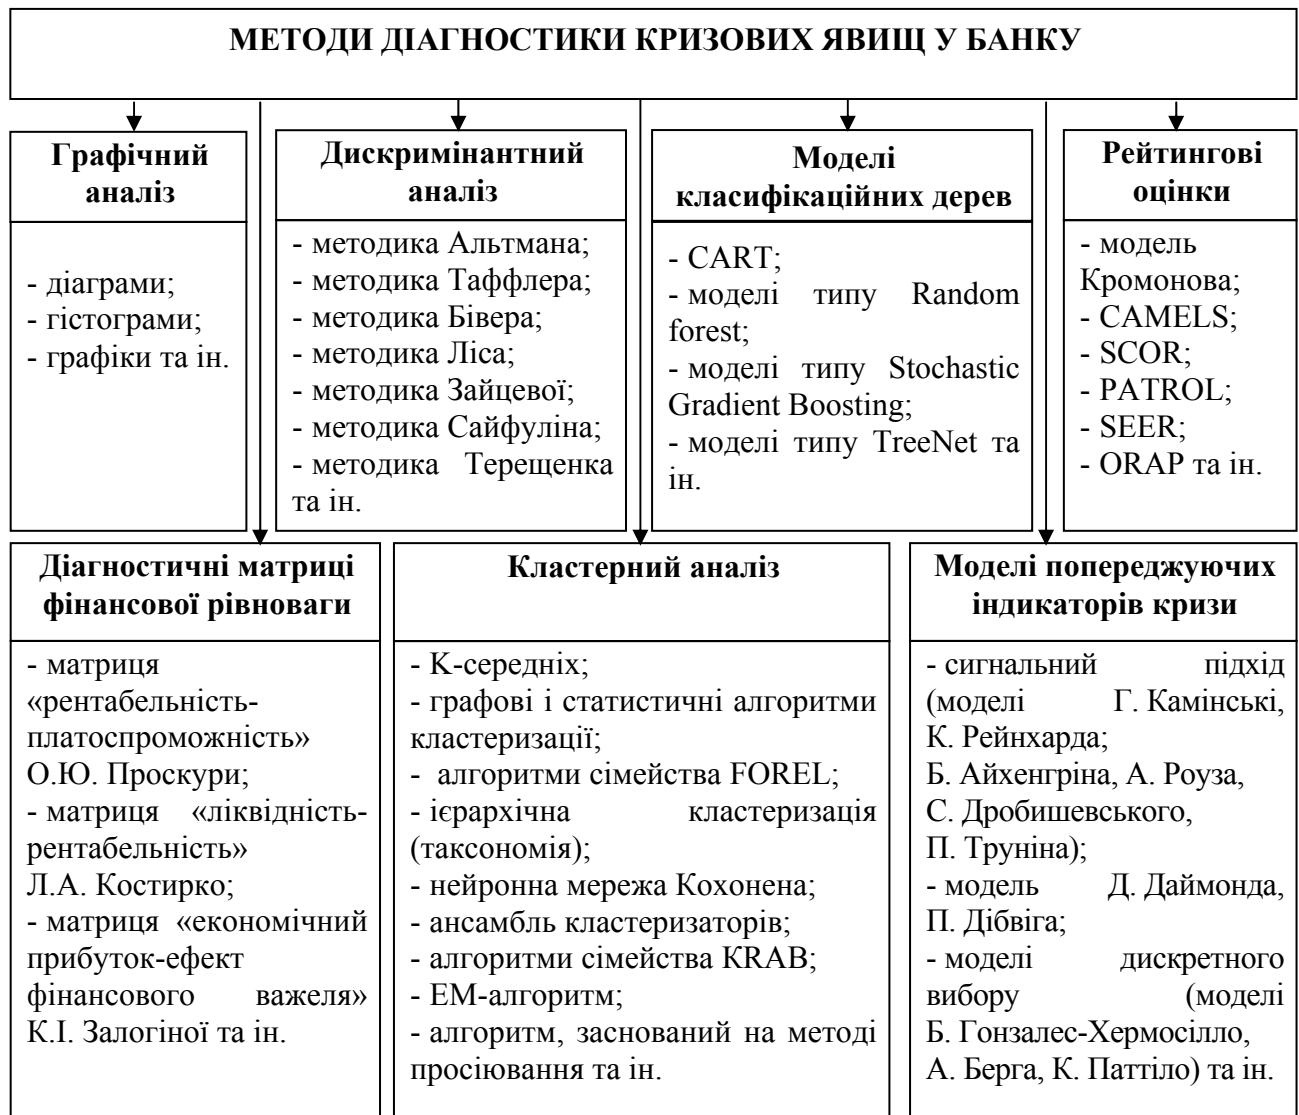 МЕТОДИ ДІАГНОСТИКИ КРИЗОВИХ ЯВИЩ У БАНКУ
Графічний
аналіз
- діаграми;
- гістограми;
- графіки та ін.
Дискримінантний
аналіз
- методика Альтмана;
- методика Таффлера;
- методика Бівера;
- методика Ліса;
- методика Зайцевої;
- методика Сайфуліна;
- методика Терещенка
та ін.
Моделі
класифікаційних дерев
- CART;
- моделі типу Random
forest;
- моделі типу Stochastic
Gradient Boosting;
- моделі типу TreeNet та
ін.
Рейтингові
оцінки
- модель
Кромонова;
- CAMELS;
- SCOR;
- PATROL;
- SEER;
- ORAP та ін.
Діагностичні матриці
фінансової рівноваги
- матриця
«рентабельність-
платоспроможність»
О.Ю. Проскури;
- матриця «ліквідність-
рентабельність»
Л.А. Костирко;
- матриця «економічний
прибуток-ефект
фінансового важеля»
К.І. Залогіної та ін.
Кластерний аналіз
- K-середніх;
- графові і статистичні алгоритми
кластеризації;
- алгоритми сімейства FOREL;
- ієрархічна кластеризація
(таксономія);
- нейронна мережа Кохонена;
- ансамбль кластеризаторів;
- алгоритми сімейства KRAB;
- EM-алгоритм;
- алгоритм, заснований на методі
просіювання та ін.
Моделі попереджуючих
індикаторів кризи
- сигнальний підхід
(моделі Г. Камінські,
К. Рейнхарда;
Б. Айхенгріна, А. Роуза,
С. Дробишевського,
П. Труніна);
- модель Д. Даймонда,
П. Дібвіга;
- моделі дискретного
вибору (моделі
Б. Гонзалес-Хермосілло,
А. Берга, К. Паттіло) та ін.